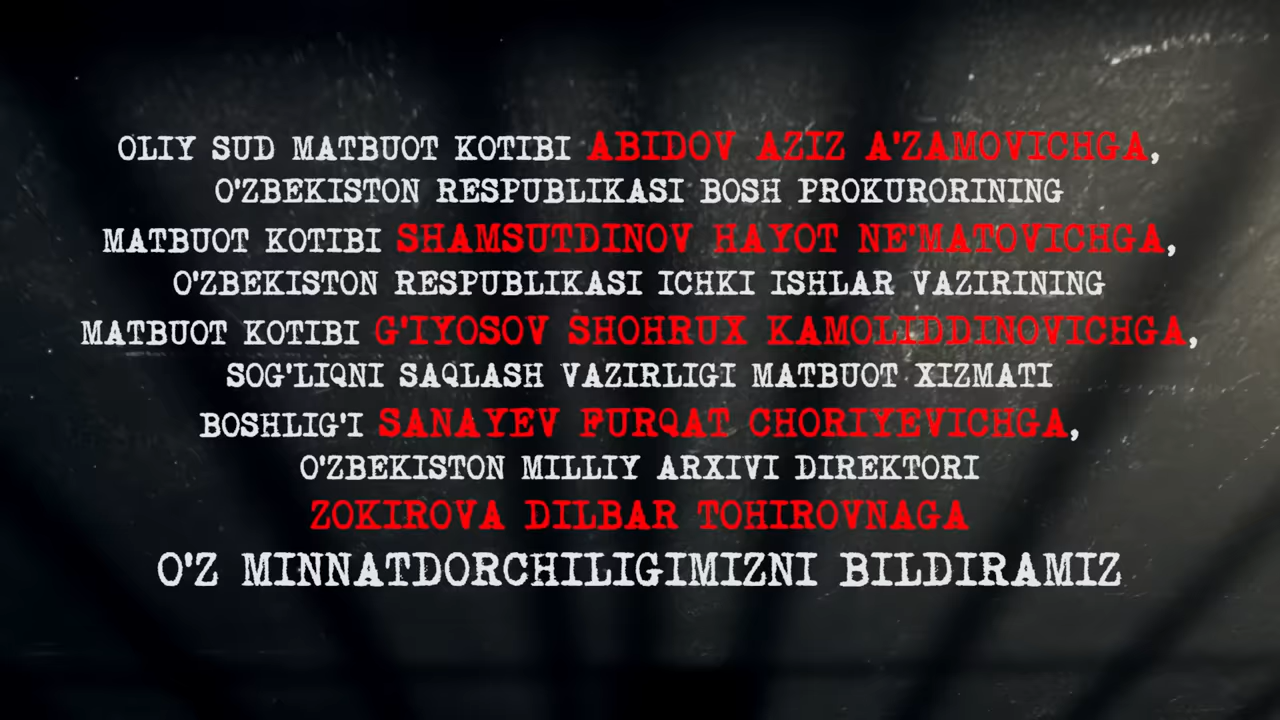 OLIY SUD MATBUOT KOTIBI ABIDOV AZIZ A'ZAMOVICHGA,
O'ZBEKISTON RESPUBLIKASI BOSH PROKURORINING
MATBUOT KOTIBI SHAMSUTDINOV HAYOT NE'MATOVICHGA,
O'ZBEKISTON RESPUBLIKASI ICHKI ISHLAR VAZIRINING
MATBUOT KOTIBI G'IYOSOV SHOHRUX KAMOLIDDINOVICHGA,
SOG'LIQNI SAQLASH VAZIRLIGI MATBUOT XIZMATI
BOSHLIG'I SANAYEV FURQAT CHORIYEVICHGA,
O'ZBEKISTON MILLIY ARXIVI DIREKTORI
ZOKIROVA DILBAR TOHIROVNAGA
O'Z MINNATDORCHILIGIMIZNI BILDIRAMIZ